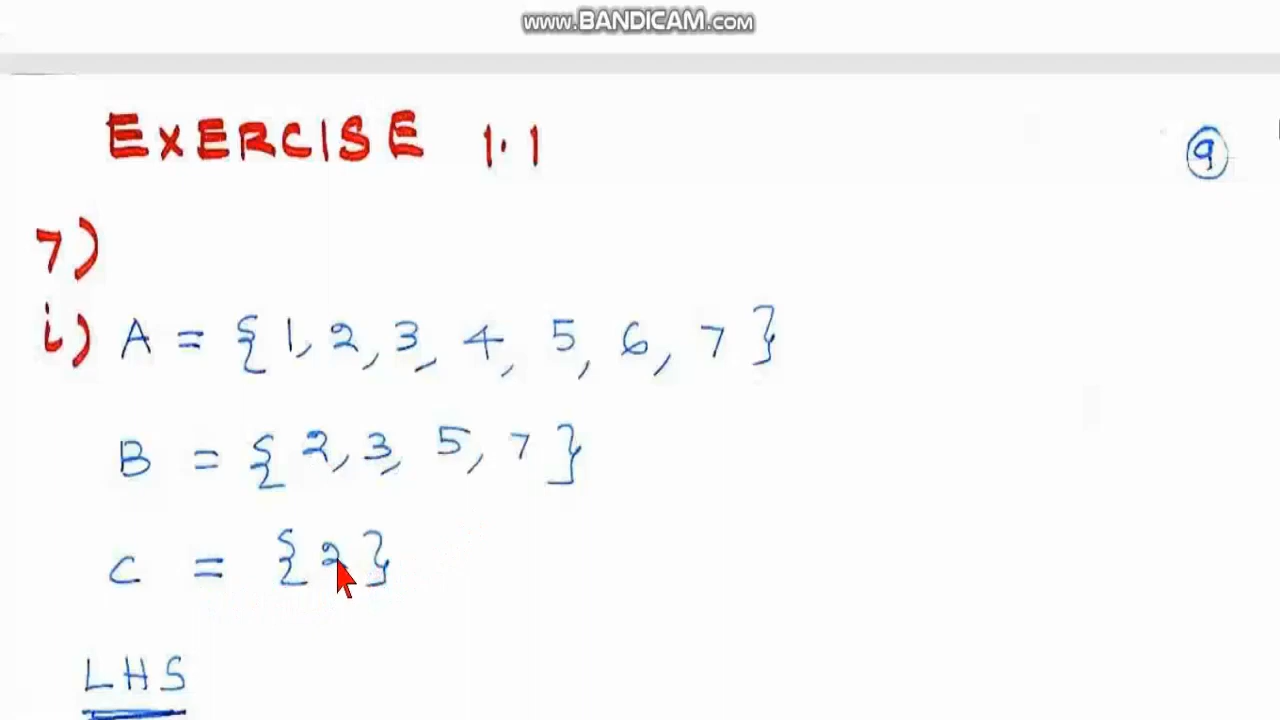 www.BANDICAM.com
EXERCISE 1.1
9
7)
i) A = {1, 2, 3, 4, 5, 6, 7}
B = {2, 3, 5, 7}
C = {2}
LHS